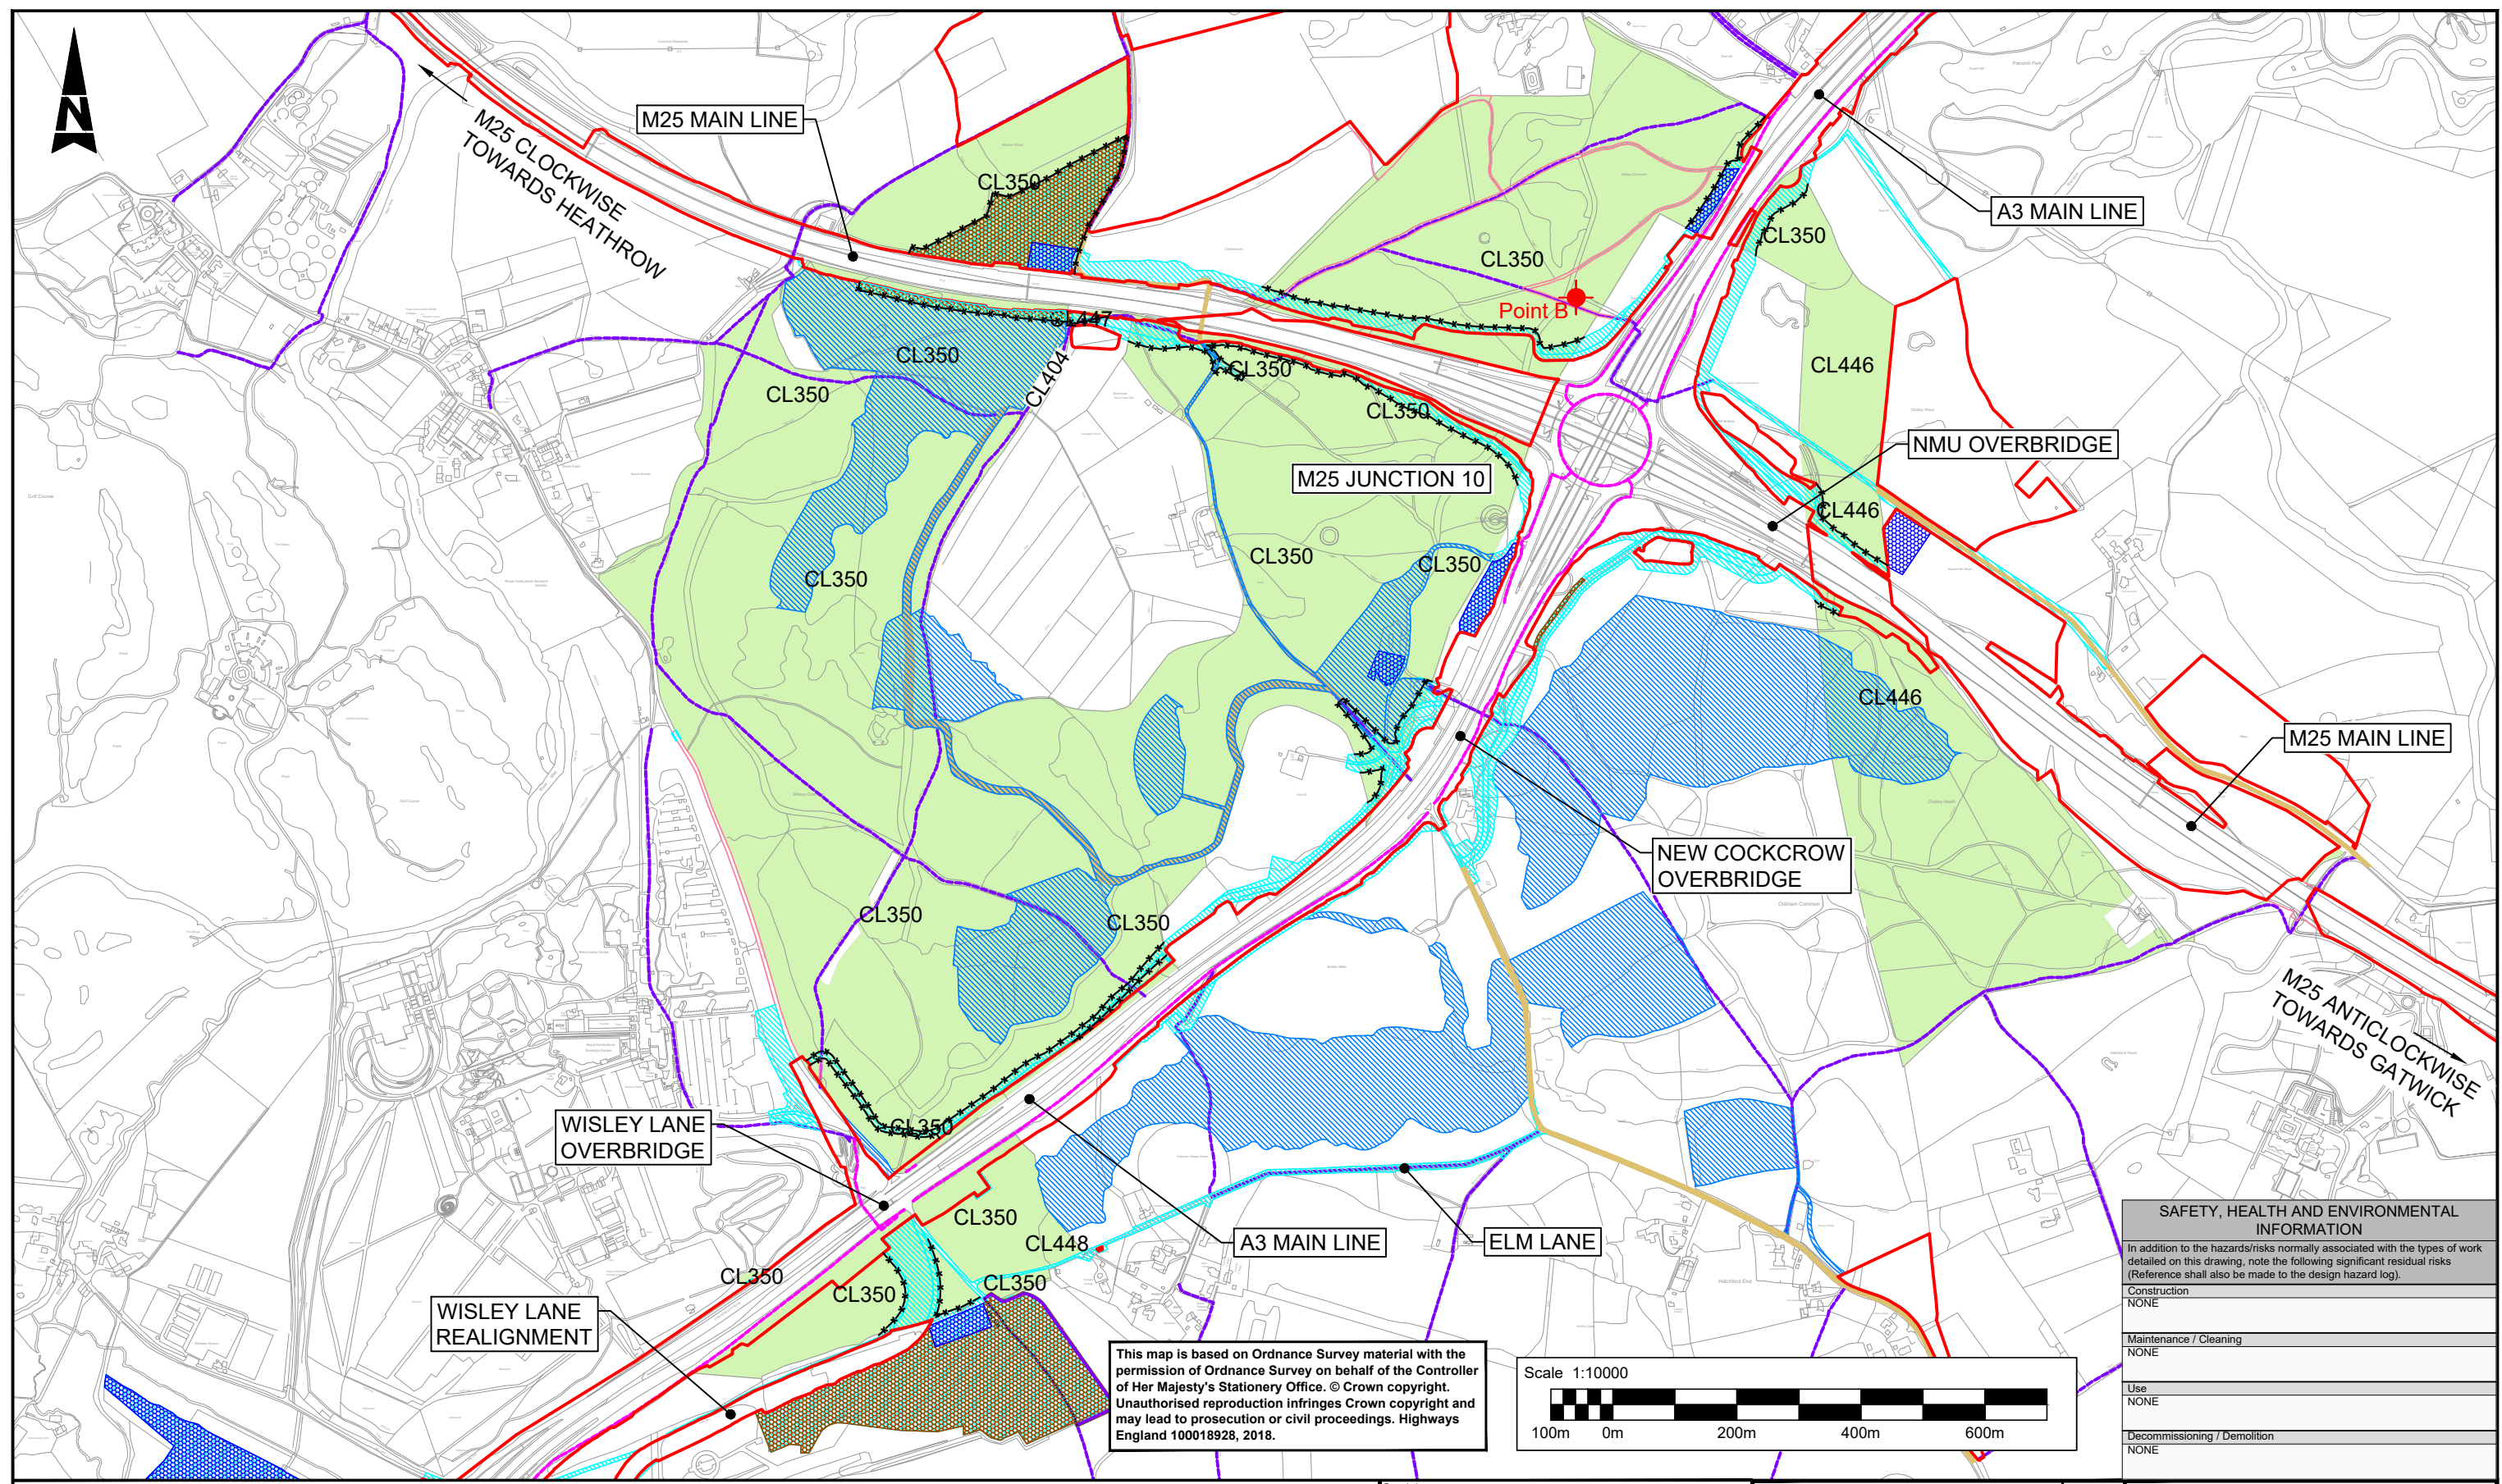 N
M25 CLOCKWISE
TOWARDS HEATHROW
M25 MAIN LINE
CL350
CL350
Point B
CL350
A3 MAIN LINE
CL447
CL350
CL350
CL404
CL350
CL350
CL446
M25 JUNCTION 10
NMU OVERBRIDGE
CL446
CL350
CL350
CL350
CL446
M25 MAIN LINE
NEW COCKCROW
OVERBRIDGE
CL350
CL350
M25 ANTICLOCKWISE
TOWARDS GATWICK
WISLEY LANE
OVERBRIDGE
CL350
CL350
CL448
A3 MAIN LINE
ELM LANE
CL350
CL350
CL350
WISLEY LANE
REALIGNMENT
This map is based on Ordnance Survey material with the
permission of Ordnance Survey on behalf of the Controller
of Her Majesty's Stationery Office. © Crown copyright.
Unauthorised reproduction infringes Crown copyright and
may lead to prosecution or civil proceedings. Highways
England 100018928, 2018.
Scale 1:10000
100m 0m 200m 400m 600m
SAFETY, HEALTH AND ENVIRONMENTAL
INFORMATION
In addition to the hazards/risks normally associated with the types of work
detailed on this drawing, note the following significant residual risks
(Reference shall also be made to the design hazard log).
Construction
NONE
Maintenance / Cleaning
NONE
Use
NONE
Decommissioning / Demolition
NONE